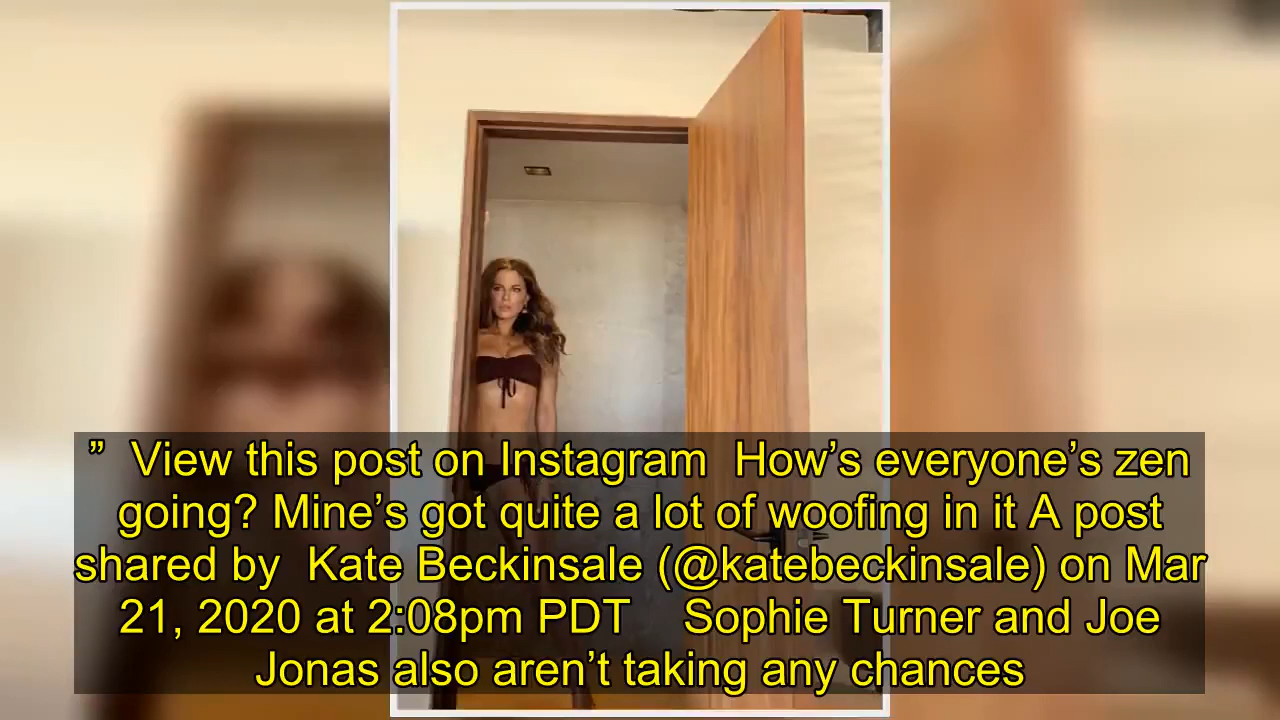 ”  View this post on Instagram  How’s everyone’s zen
going? Mine’s got quite a lot of woofing in it A post
shared by  Kate Beckinsale (@katebeckinsale) on Mar
21, 2020 at 2:08pm PDT    Sophie Turner and Joe
Jonas also aren’t taking any chances